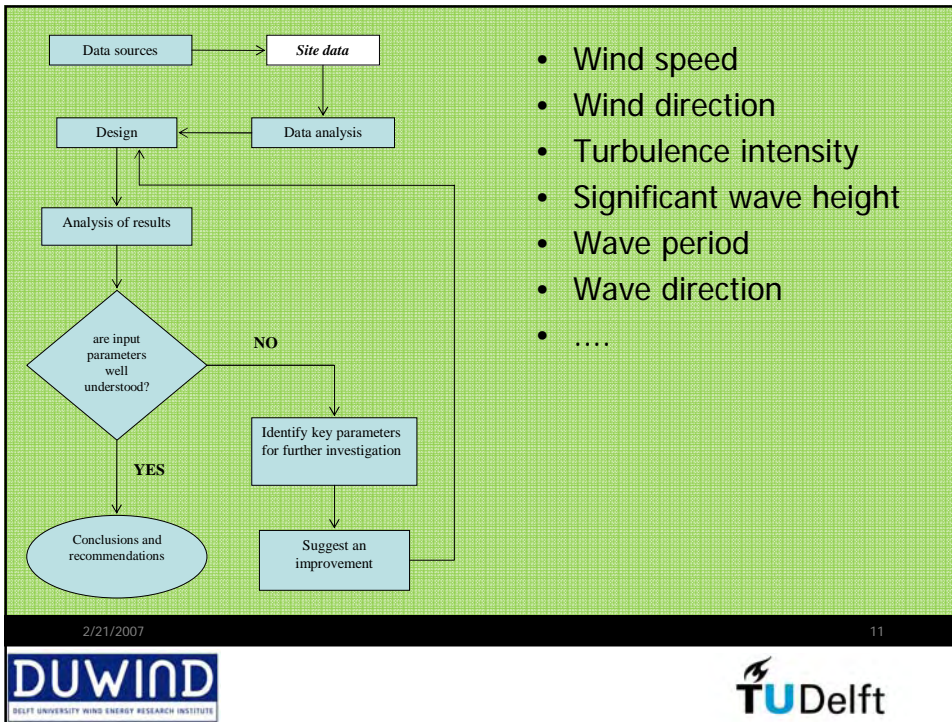 Data sources
Site data
Design
Data analysis
Analysis of results
are input
parameters
well
understood?
NO
YES
Identify key parameters
for further investigation
Conclusions and
recommendations
Suggest an
improvement
• Wind speed
• Wind direction
• Turbulence intensity
• Significant wave height
• Wave period
• Wave direction
• ....
2/21/2007
11
DUWIND
DELFT UNIVERSITY WIND ENERGY RESEARCH INSTITUTE
TUDelft